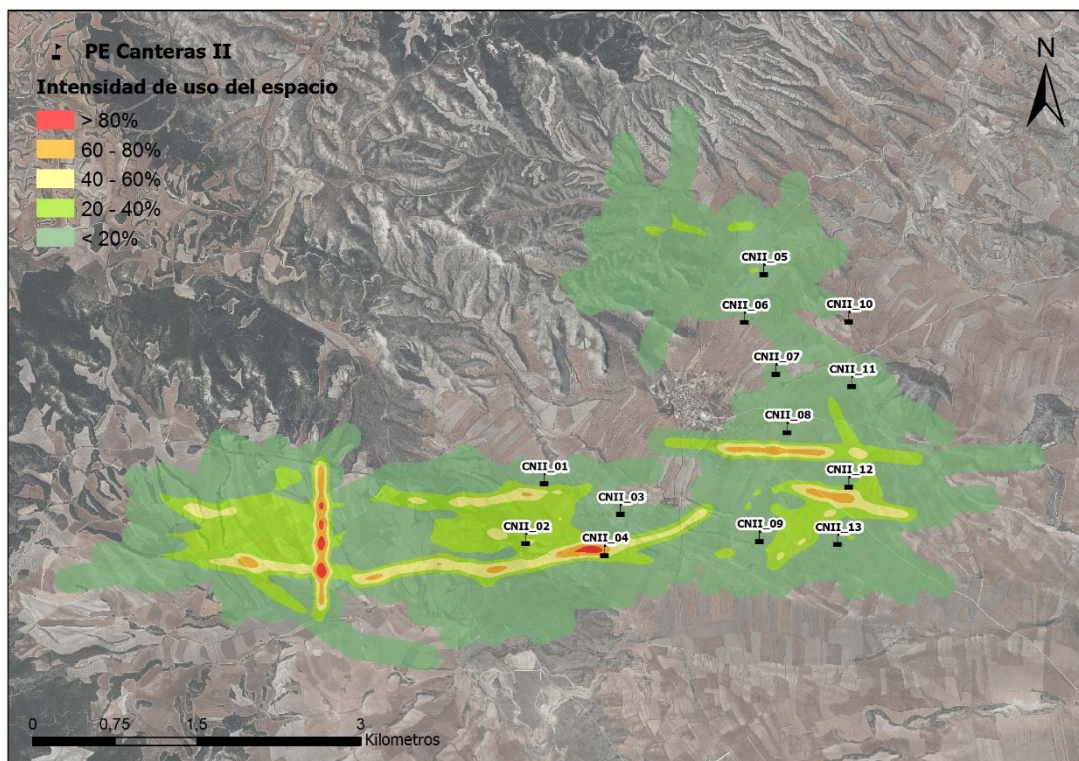 PE Canteras II
Intensidad de uso del espacio
> 80%
60 - 80%
40 - 60%
20 - 40%
< 20%
N
CNII_05
CNII_06
CNII_10
CNII_07
CNII_11
CNII_08
CNII_01
CNII_12
CNII_03
CNII_02
CNII_09
CNII_13
CNII_04
0 0,75 1,5 3
Kilometros